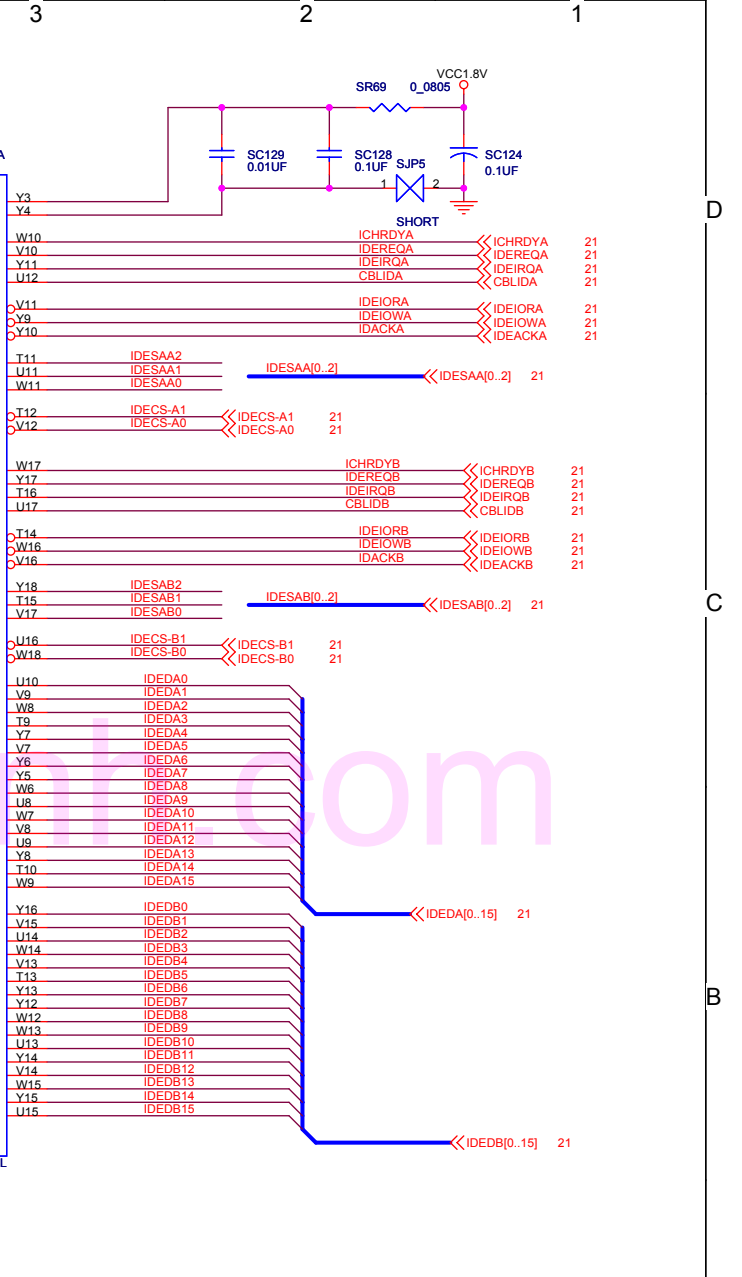 3 2 1
VCC1.8V
SR69 0_0805
SC129
0.01UF
SC128
0.1UF
SJP5
1 2
SHORT
SC124
0.1UF
A
D
Y3
Y4
W10 ICHRDYA ICHRDYA 21
V10 IDEREQA IDEREQA 21
Y11 IDEIRQA IDEIRQA 21
U12 CBLIDA CBLIDA 21
V11 IDEIORA IDEIORA 21
Y9 IDEIOWA IDEIOWA 21
Y10 IDACKA IDEACKA 21
T11 IDESAA2
U11 IDESAA1 IDESAA[0..2] IDESAA[0..2] 21
W11 IDESAA0
T12 IDECS-A1 IDECS-A1 21
V12 IDECS-A0 IDECS-A0 21
W17 ICHRDYB ICHRDYB 21
Y17 IDEREQB IDEREQB 21
T16 IDEIRQB IDEIRQB 21
U17 CBLIDB CBLIDB 21
T14 IDEIORB IDEIORB 21
W16 IDEIOWB IDEIOWB 21
V16 IDACKB IDEACKB 21
Y18 IDESAB2
T15 IDESAB1 IDESAB[0..2] IDESAB[0..2] 21
C
V17 IDESAB0
U16 IDECS-B1 IDECS-B1 21
W18 IDECS-B0 IDECS-B0 21
U10 IDEDA0
V9 IDEDA1
W8 IDEDA2
T9 IDEDA3
Y7 IDEDA4
V7 IDEDA5
Y6 IDEDA6
Y5 IDEDA7
W6 IDEDA8
U8 IDEDA9
W7 IDEDA10
V8 IDEDA11
U9 IDEDA12
Y8 IDEDA13
T10 IDEDA14
W9 IDEDA15
nh.com
IDEDA[0..15] 21
Y16 IDEDB0
V15 IDEDB1
U14 IDEDB2
W14 IDEDB3
V13 IDEDB4
T13 IDEDB5
Y13 IDEDB6
Y12 IDEDB7
B
W12 IDEDB8
W13 IDEDB9
U13 IDEDB10
Y14 IDEDB11
V14 IDEDB12
W15 IDEDB13
Y15 IDEDB14
U15 IDEDB15
IDEDB[0..15] 21
L